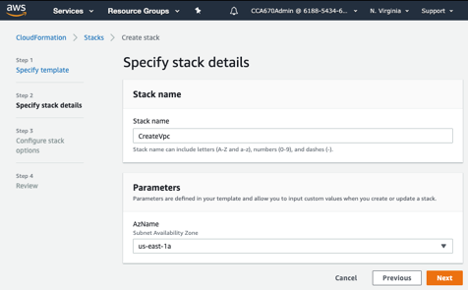 aws
Services Resource Groups CCA670Admin @ 6188-5434-6... N. Virginia Support
CloudFormation > Stacks > Create stack
Step 1
Specify template
Step 2
Specify stack details
Step 3
Configure stack
options
Step 4
Review
Specify stack details
Stack name
Stack name
CreateVpc
Stack name can include letters (A-Z and a-z), numbers (0-9), and dashes (-).
Parameters
Parameters are defined in your template and allow you to input custom values when you create or update a stack.
AzName
Subnet Availability Zone
us-east-1a
Cancel Previous Next